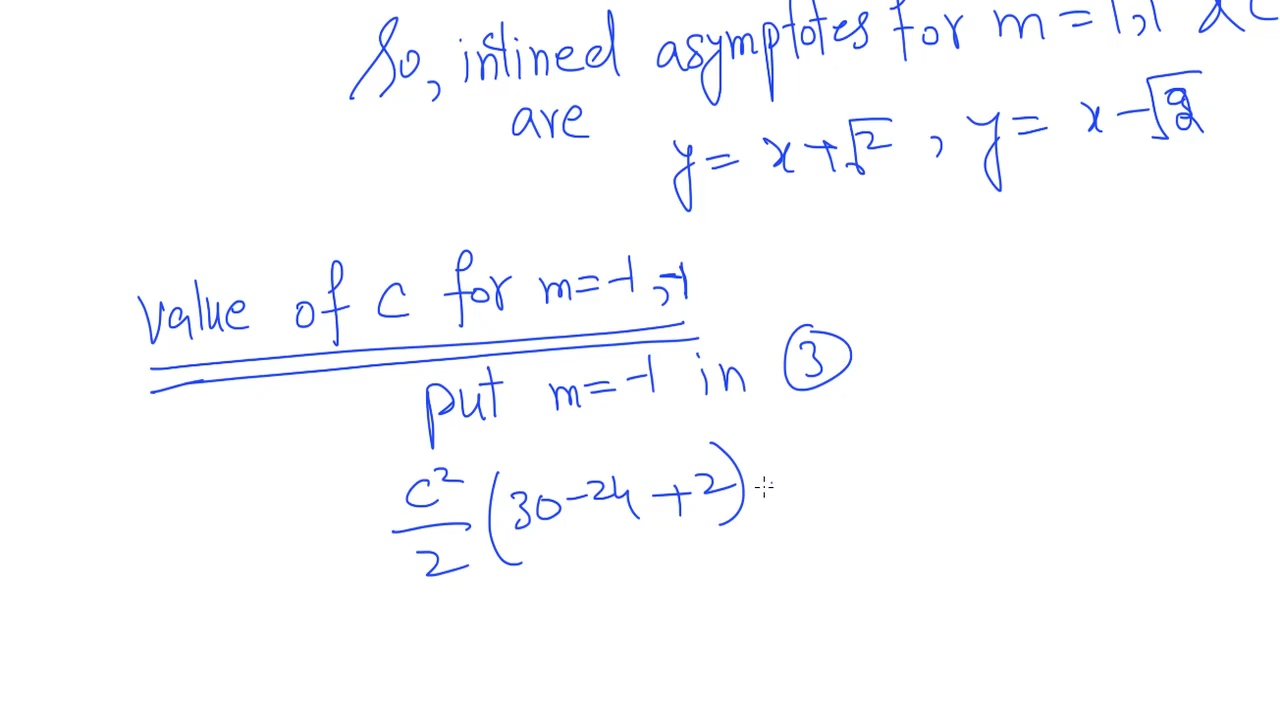 So, inclined asymptotes for m = 1,1
are
y = x + √2 , y = x - √2
Value of c for m = -1, -1
put m = -1 in ③
c²/2 (30 - 24 + 2)